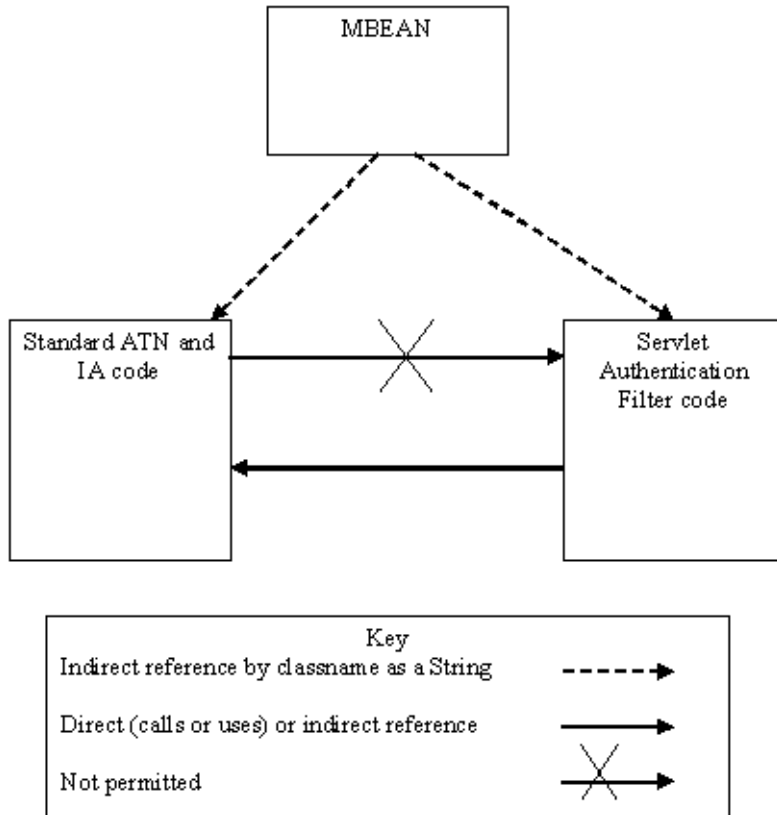 MBEAN
Standard ATN and
IA code
Servlet
Authentication
Filter code
Key
Indirect reference by classname as a String
Direct (calls or uses) or indirect reference
Not permitted